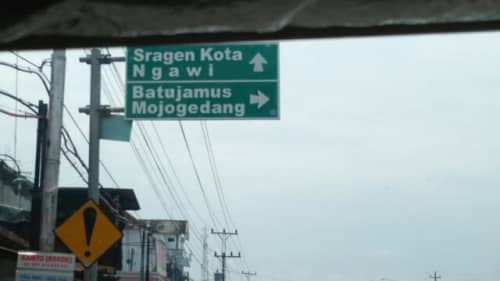 Sragen Kota
Ngawi
Batujamus
Mojogedang